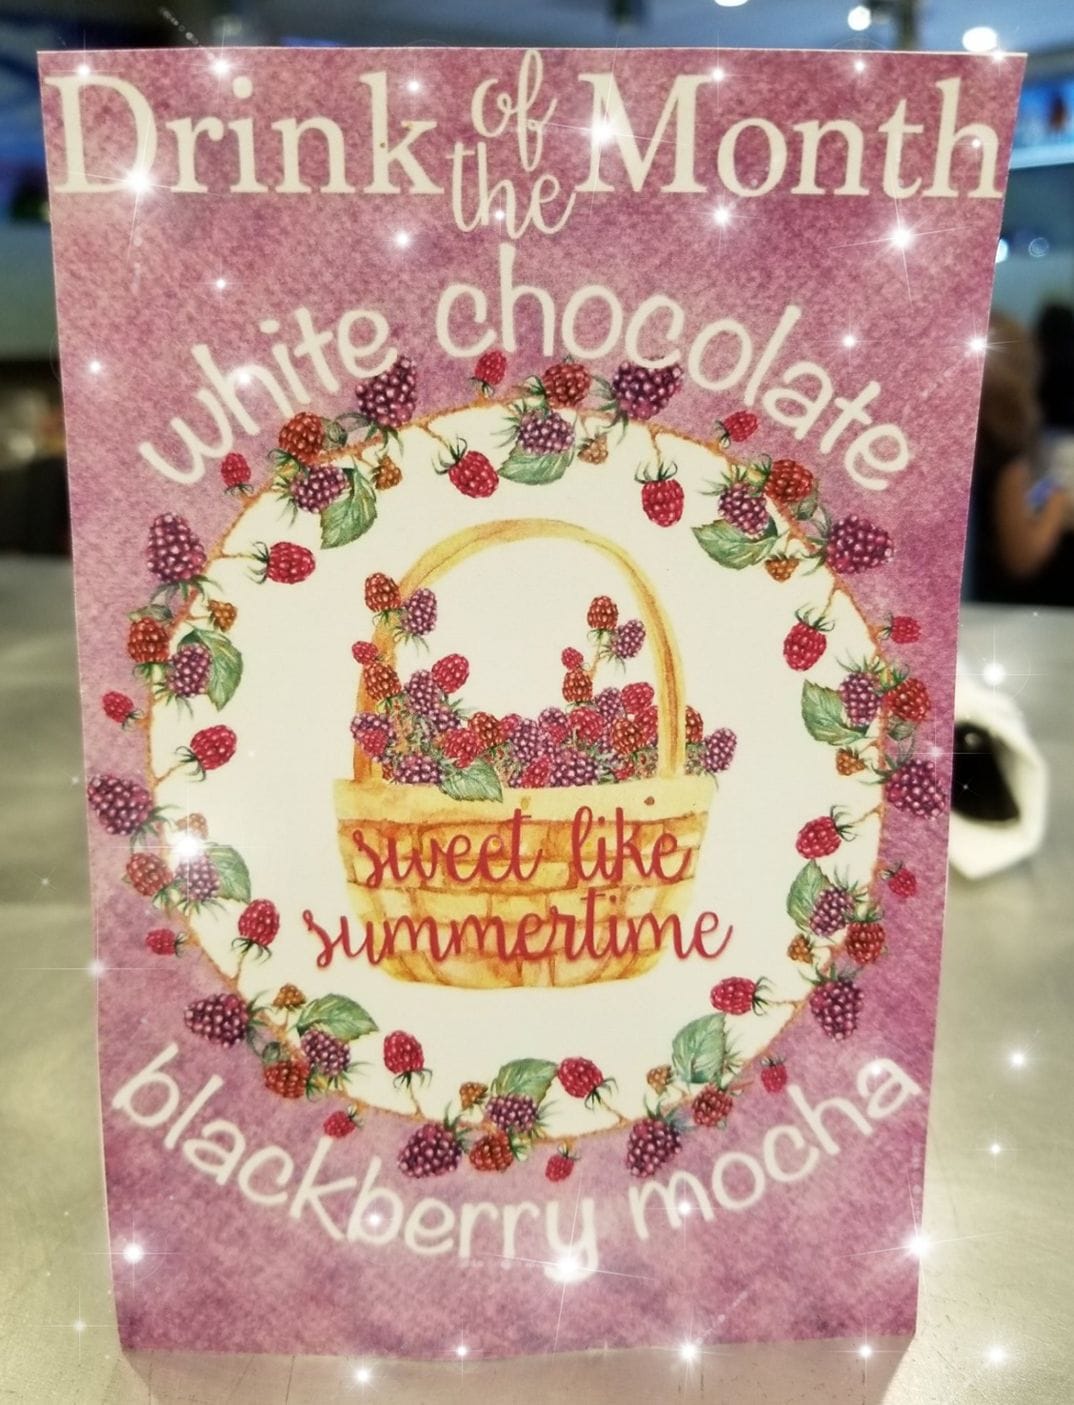 Drink of the Month
white chocolate
sweet like
summertime
blackberry mocha